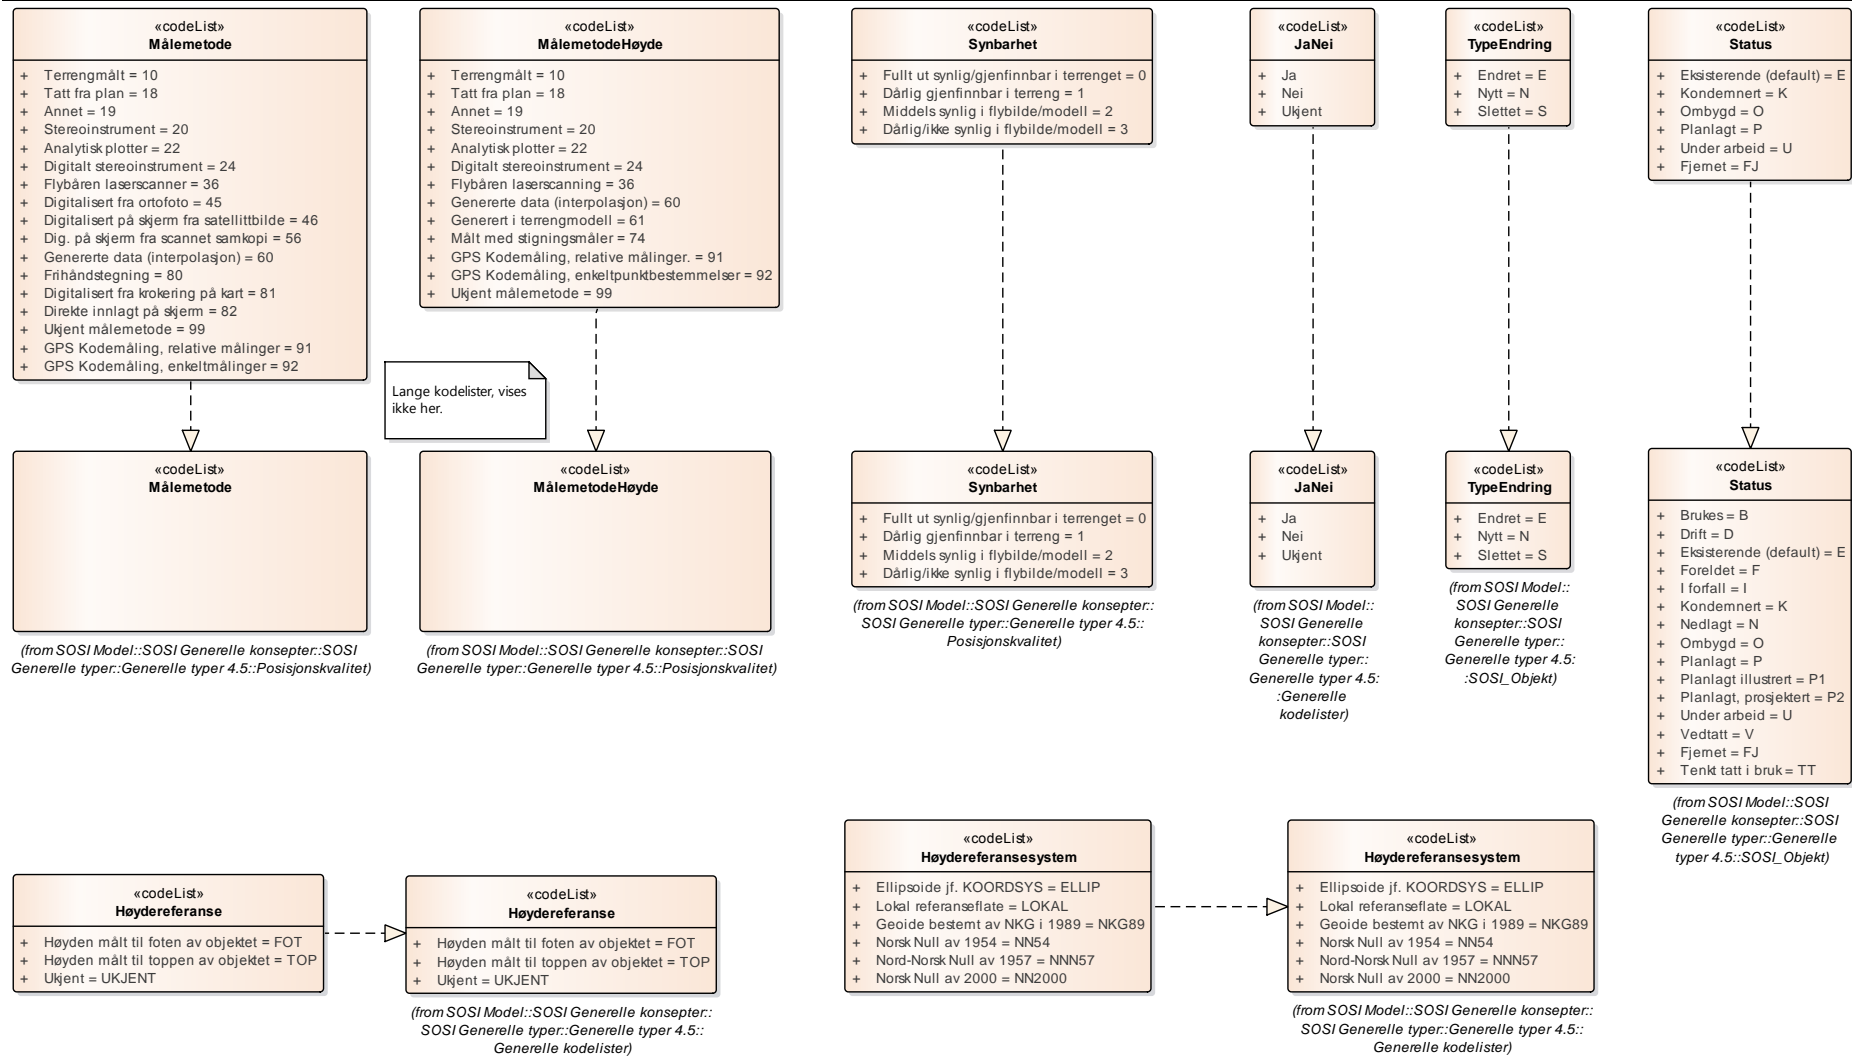 «codeList»
Målemetode
+ Terrengmålt = 10
+ Tatt fra plan = 18
+ Annet = 19
+ Stereoinstrument = 20
+ Analytisk plotter = 22
+ Digitalt stereoinstrument = 24
+ Flybåren laserscanner = 36
+ Digitalisert fra ortofoto = 45
+ Digitalisert på skjerm fra satellittbilde = 46
+ Dig. på skjerm fra scannet samkopi = 56
+ Genererte data (interpolasjon) = 60
+ Frihåndstegning = 80
+ Digitalisert fra krokering på kart = 81
+ Direkte innlagt på skjerm = 82
+ Ukjent målemetode = 99
+ GPS Kodemåling, relative målinger = 91
+ GPS Kodemåling, enkeltmålinger = 92
«codeList»
MålemetodeHøyde
+ Terrengmålt = 10
+ Tatt fra plan = 18
+ Annet = 19
+ Stereoinstrument = 20
+ Analytisk plotter = 22
+ Digitalt stereoinstrument = 24
+ Flybåren laserscanning = 36
+ Genererte data (interpolasjon) = 60
+ Generert i terrengmodell = 61
+ Målt med stigningsmåler = 74
+ GPS Kodemåling, relative målinger. = 91
+ GPS Kodemåling, enkeltpunktbestemmelser = 92
+ Ukjent målemetode = 99
«codeList»
Synbarhet
+ Fullt ut synlig/gjenfinnbar i terrenget = 0
+ Dårlig gjenfinnbar i terreng = 1
+ Middels synlig i flybilde/modell = 2
+ Dårlig/ikke synlig i flybilde/modell = 3
«codeList»
JaNei
+ Ja
+ Nei
+ Ukjent
«codeList»
TypeEndring
+ Endret = E
+ Nytt = N
+ Slettet = S
«codeList»
Status
+ Eksisterende (default) = E
+ Kondemnert = K
+ Ombygd = O
+ Planlagt = P
+ Under arbeid = U
+ Fjernet = FJ
Lange kodelister, vises
ikke her.
«codeList»
Målemetode
(from SOSI Model::SOSI Generelle konsepter::SOSI
Generelle typer::Generelle typer 4.5::Posisjonskvalitet)
«codeList»
MålemetodeHøyde
(from SOSI Model::SOSI Generelle konsepter::SOSI
Generelle typer::Generelle typer 4.5::Posisjonskvalitet)
«codeList»
Synbarhet
+ Fullt ut synlig/gjenfinnbar i terrenget = 0
+ Dårlig gjenfinnbar i terreng = 1
+ Middels synlig i flybilde/modell = 2
+ Dårlig/ikke synlig i flybilde/modell = 3
(from SOSI Model::SOSI Generelle konsepter::
SOSI Generelle typer::Generelle typer 4.5::
Posisjonskvalitet)
«codeList»
JaNei
+ Ja
+ Nei
+ Ukjent
(from SOSI Model::
SOSI Generelle
konsepter::SOSI
Generelle typer::
Generelle typer 4.5:
:Generelle
kodelister)
«codeList»
TypeEndring
+ Endret = E
+ Nytt = N
+ Slettet = S
(from SOSI Model::
SOSI Generelle
konsepter::SOSI
Generelle typer::
Generelle typer 4.5:
:SOSI_Objekt)
«codeList»
Status
+ Brukes = B
+ Drift = D
+ Eksisterende (default) = E
+ Foreldet = F
+ I forfall = I
+ Kondemnert = K
+ Nedlagt = N
+ Ombygd = O
+ Planlagt = P
+ Planlagt illustrert = P1
+ Planlagt, prosjektert = P2
+ Under arbeid = U
+ Vedtatt = V
+ Fjernet = FJ
+ Tenkt tatt i bruk = TT
(from SOSI Model::SOSI
Generelle konsepter::SOSI
Generelle typer::Generelle
typer 4.5::SOSI_Objekt)
«codeList»
Høydereferanse
+ Høyden målt til foten av objektet = FOT
+ Høyden målt til toppen av objektet = TOP
+ Ukjent = UKJENT
«codeList»
Høydereferanse
+ Høyden målt til foten av objektet = FOT
+ Høyden målt til toppen av objektet = TOP
+ Ukjent = UKJENT
(from SOSI Model::SOSI Generelle konsepter::
SOSI Generelle typer::Generelle typer 4.5::
Generelle kodelister)
«codeList»
Høydereferansesystem
+ Ellipsoide jf. KOORDSYS = ELLIP
+ Lokal referanseflate = LOKAL
+ Geoide bestemt av NKG i 1989 = NKG89
+ Norsk Null av 1954 = NN54
+ Nord-Norsk Null av 1957 = NNN57
+ Norsk Null av 2000 = NN2000
«codeList»
Høydereferansesystem
+ Ellipsoide jf. KOORDSYS = ELLIP
+ Lokal referanseflate = LOKAL
+ Geoide bestemt av NKG i 1989 = NKG89
+ Norsk Null av 1954 = NN54
+ Nord-Norsk Null av 1957 = NNN57
+ Norsk Null av 2000 = NN2000
(from SOSI Model::SOSI Generelle konsepter::
SOSI Generelle typer::Generelle typer 4.5::
Generelle kodelister)